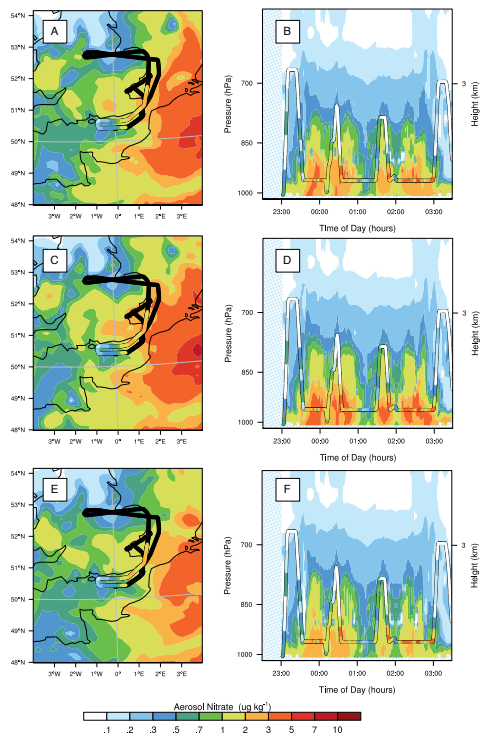 A
54°N
53°N
52°N
51°N
50°N
49°N
48°N
3°W
2°W
1°W
0°
1°E
2°E
3°E
B
Pressure (hPa)
700
850
1000
3
Height (km)
23:00
00:00
01:00
02:00
03:00
TIme of Day (hours)
C
54°N
53°N
52°N
51°N
50°N
49°N
48°N
3°W
2°W
1°W
0°
1°E
2°E
3°E
D
Pressure (hPa)
700
850
1000
3
Height (km)
23:00
00:00
01:00
02:00
03:00
Time of Day (hours)
E
54°N
53°N
52°N
51°N
50°N
49°N
48°N
3°W
2°W
1°W
0°
1°E
2°E
3°E
F
Pressure (hPa)
700
850
1000
3
Height (km)
23:00
00:00
01:00
02:00
03:00
Time of Day (hours)
Aerosol Nitrate (ug kg⁻¹)
.1 .2 .3 .5 .7 1 2 3 5 7 10